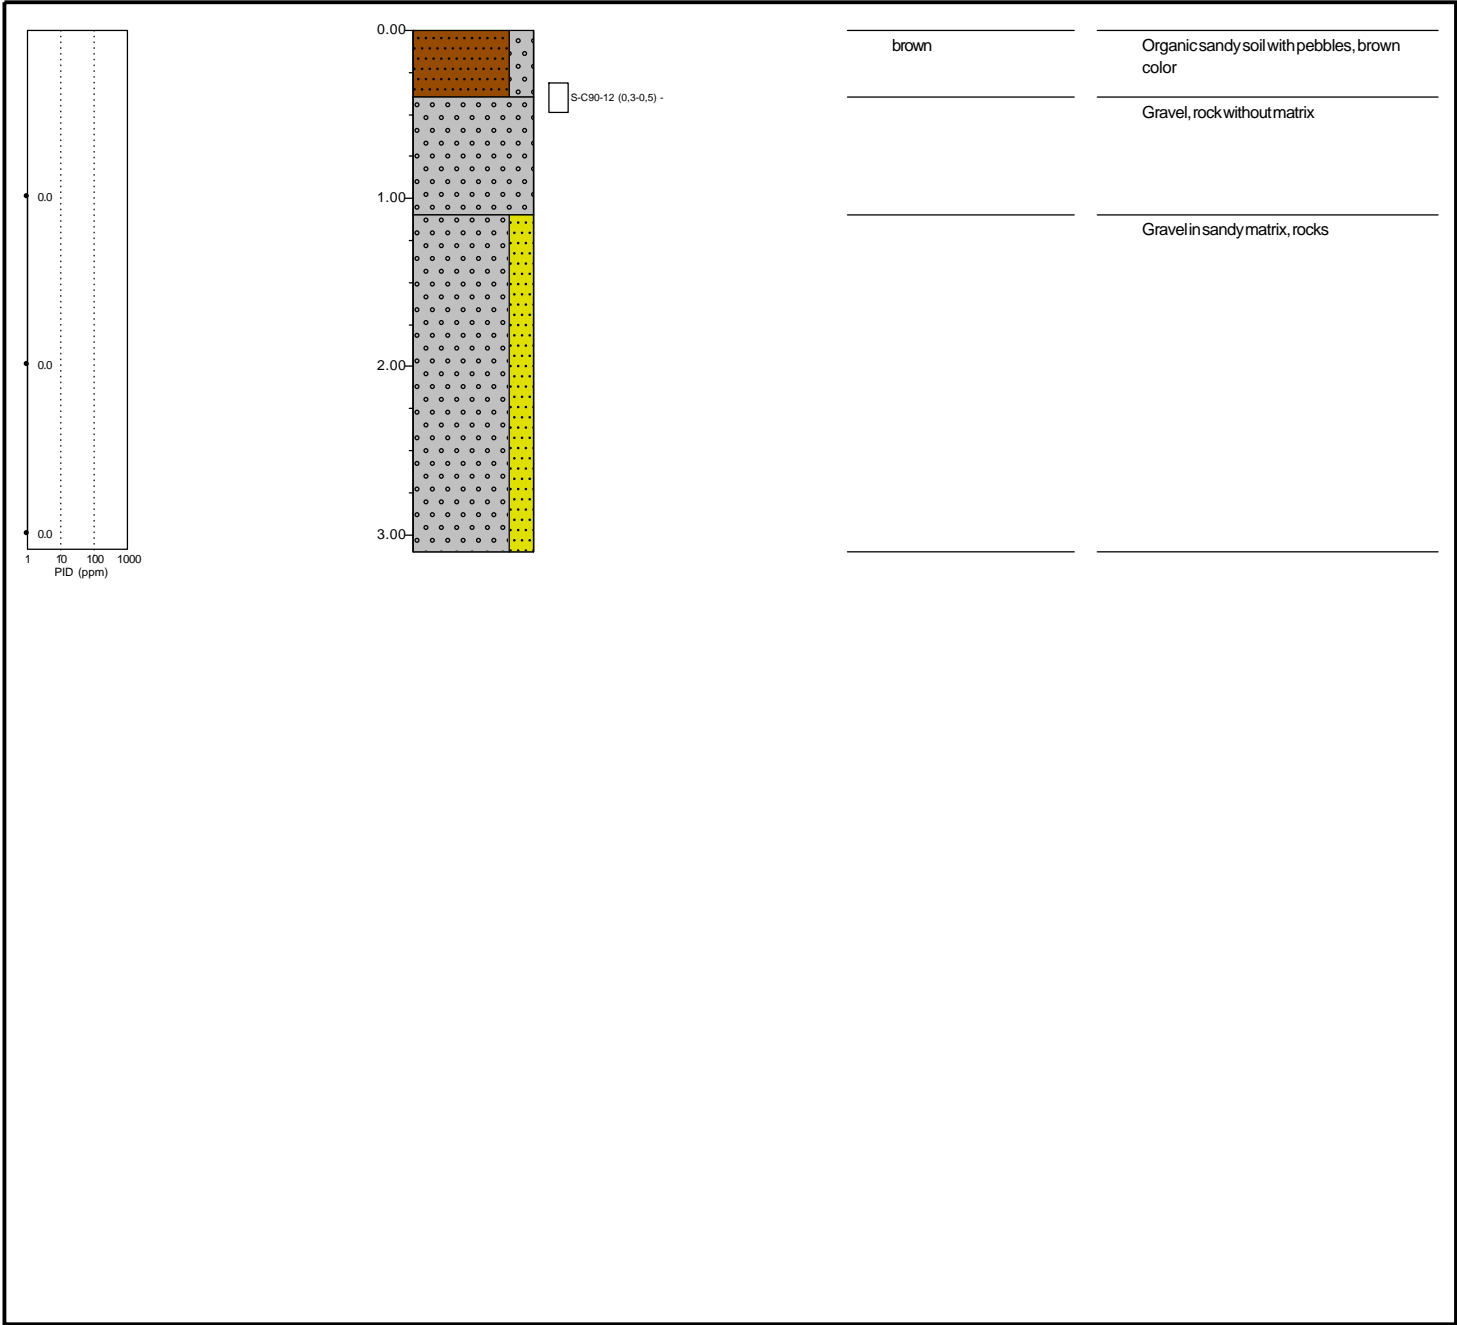 0.00
brown
Organic sandy soil with pebbles, brown
color
S-C90-12 (0,3-0,5) -
Gravel, rock without matrix
0.0
1.00
Gravel in sandy matrix, rocks
0.0
2.00
0.0
3.00
1 10 100 1000
PID (ppm)